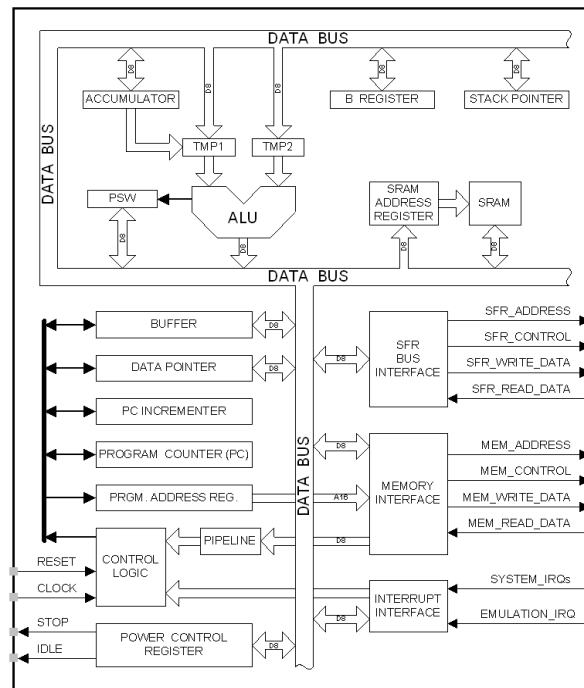 DATA BUS
D8
D8
D8
D8
D8
ACCUMULATOR
B REGISTER
STACK POINTER
DATA BUS
TMP1
TMP2
PSW
ALU
SRAM
ADDRESS
REGISTER
SRAM
D8
D8
D8
D8
DATA BUS
BUFFER
D8
DATA POINTER
D8
PC INCREMENTER
PROGRAM COUNTER (PC)
PRGM. ADDRESS REG.
A16
DATA BUS
D8
SFR
BUS
INTERFACE
SFR_ADDRESS
SFR_CONTROL
SFR_WRITE_DATA
SFR_READ_DATA
D8
MEMORY
INTERFACE
MEM_ADDRESS
MEM_CONTROL
MEM_WRITE_DATA
MEM_READ_DATA
CONTROL
LOGIC
PIPELINE
D8
RESET
CLOCK
STOP
IDLE
POWER CONTROL
REGISTER
D8
D8
INTERRUPT
INTERFACE
SYSTEM_IRQs
EMULATION_IRQ